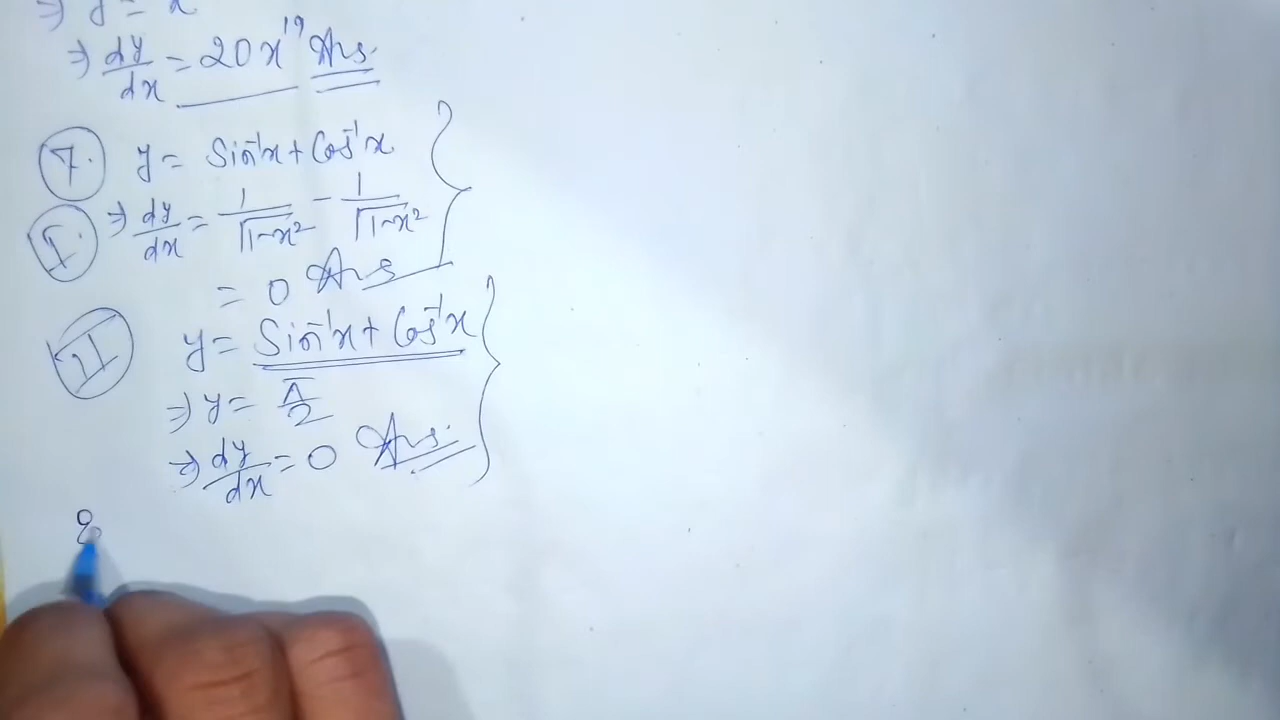 ⇒ y = x
⇒ dy/dx = 20x¹⁹ Ans.
7. y = Sin⁻¹x + Cos⁻¹x
I. ⇒ dy/dx = 1/√1-x² - 1/√1-x²
= 0 Ans
II y = Sin⁻¹x + Cos⁻¹x
⇒ y = π/2
⇒ dy/dx = 0 Ans.
8